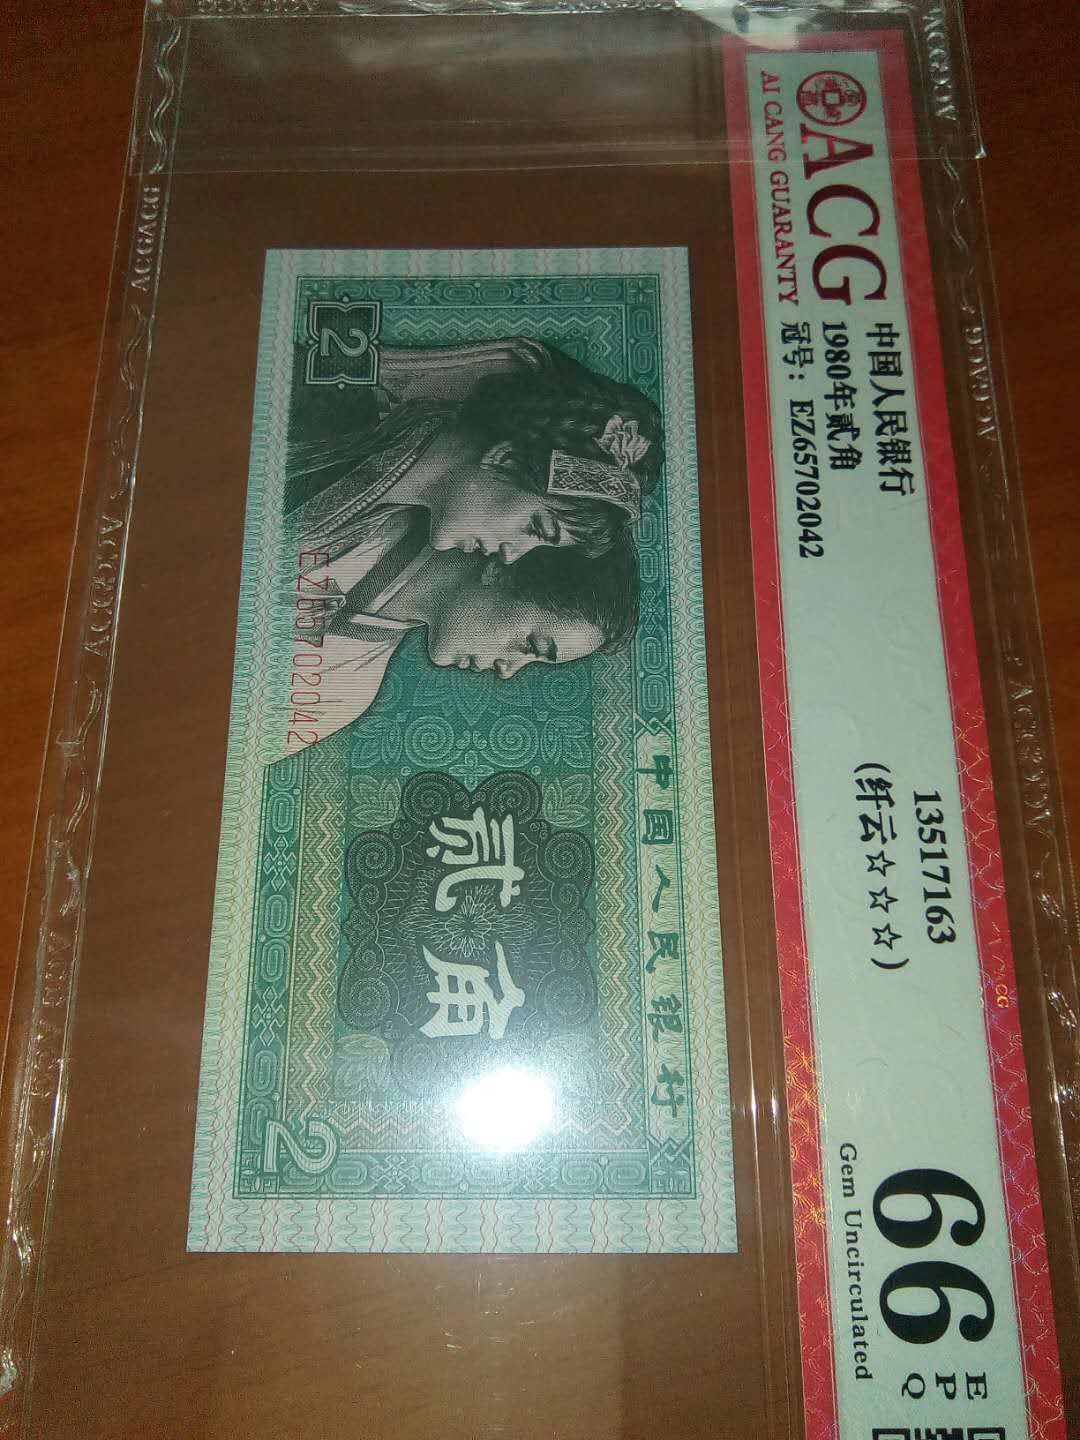 ACG
AI CANG GUARANTY
中国人民银行
1980年贰角
冠号：EZ65702042
13517163
(纤云☆☆☆)
66
EPQ
Gem Uncirculated
中国人民银行
贰角
2
2
EZ65702042